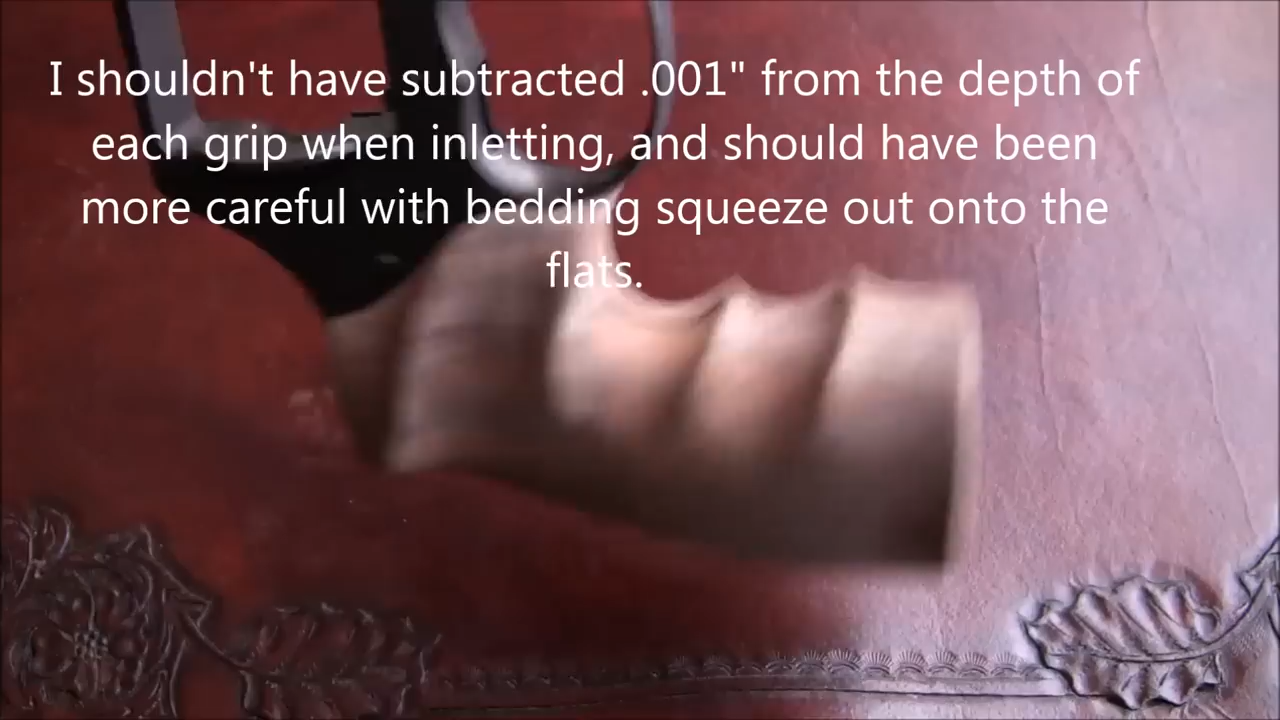 I shouldn't have subtracted .001" from the depth of
each grip when inletting, and should have been
more careful with bedding squeeze out onto the
flats.